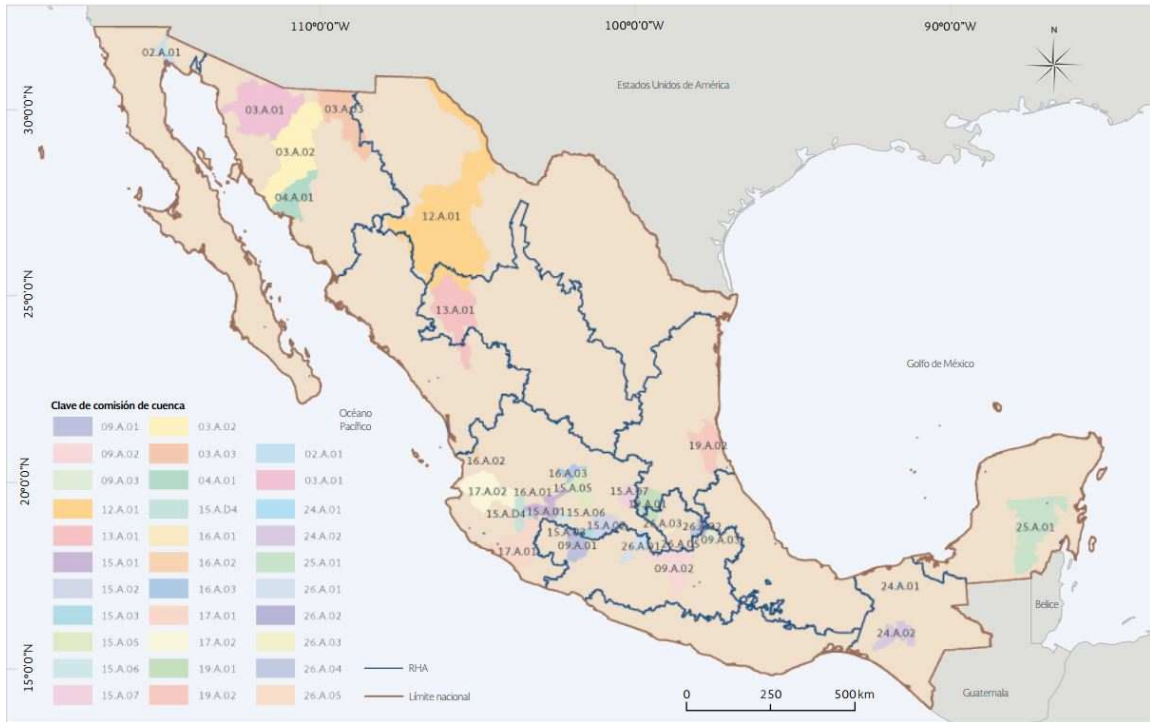 110°0'0"W
100°0'0"W
90°0'0"W
N
02.A.01
Estados Unidos de América
30°0'0"N
03.A.01
03.A.03
03.A.02
04.A.01
12.A.01
25°0'0"N
13.A.01
Golfo de México
Océano
Pacífico
19.A.02
16.A.02
16.A.03
20°0'0"N
17.A.02
16.A.01
15.A.05
15.A.07
19.A.01
15.A.D4
15.A.01
15.A.06
26.A.03
09.A.03
17.A.01
09.A.01
09.A.02
25.A.01
24.A.01
Belice
24.A.02
15°0'0"N
Guatemala
Clave de comisión de cuenca
09.A.01 03.A.02
09.A.02 03.A.03 02.A.01
09.A.03 04.A.01 03.A.01
12.A.01 15.A.D4 24.A.01
13.A.01 16.A.01 24.A.02
15.A.01 16.A.02 25.A.01
15.A.02 16.A.03 26.A.01
15.A.03 17.A.01 26.A.02
15.A.05 17.A.02 26.A.03
15.A.06 19.A.01 26.A.04
15.A.07 19.A.02 26.A.05
RHA
Límite nacional
0 250 500 km